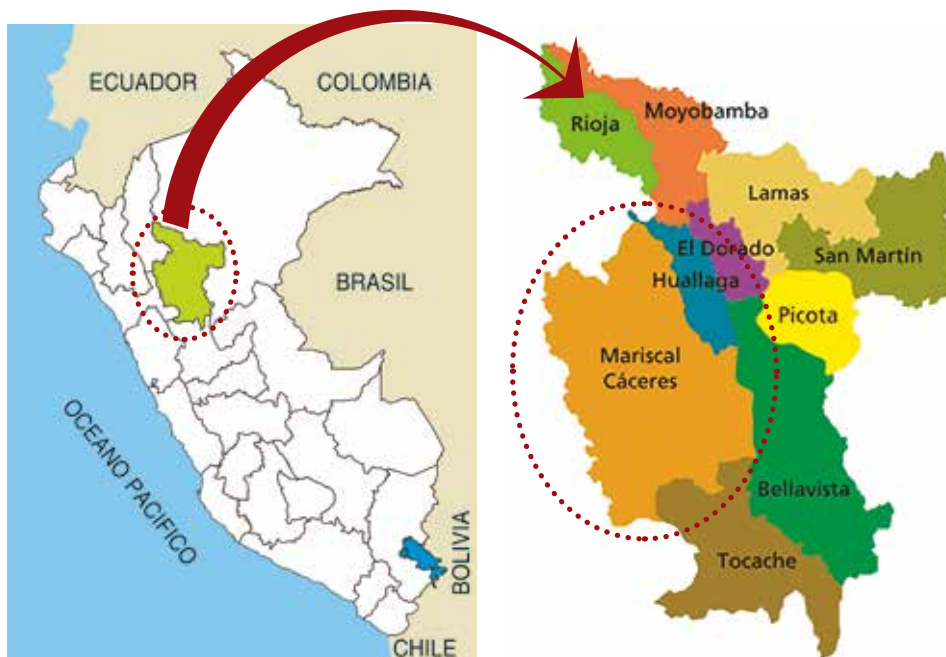 ECUADOR
COLOMBIA
BRASIL
OCEANO PACIFICO
BOLIVIA
CHILE
Rioja
Moyobamba
Lamas
San Martín
El Dorado
Huallaga
Picota
Mariscal
Cáceres
Bellavista
Tocache